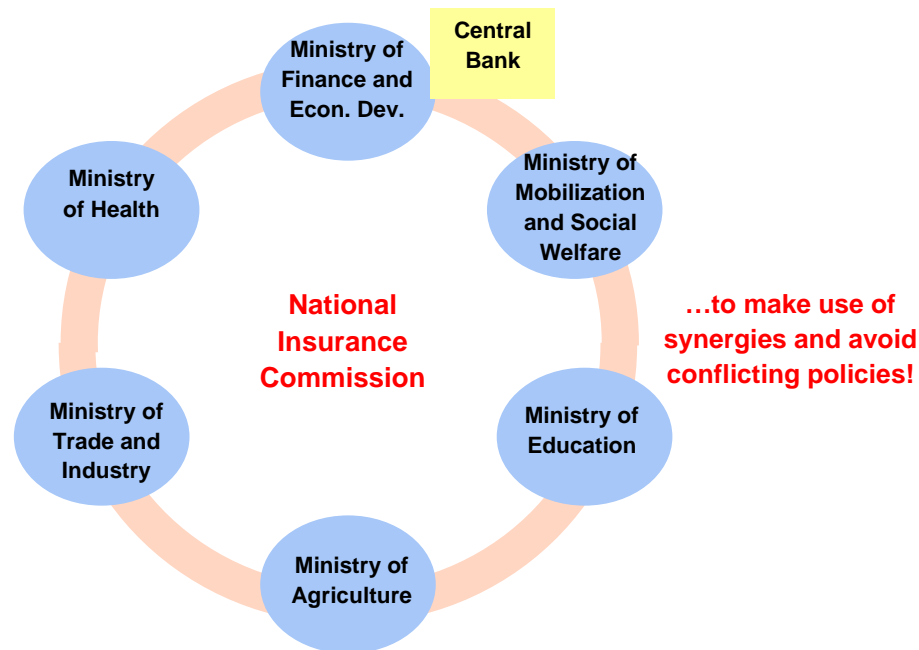 Ministry of
Finance and
Econ. Dev.
Central
Bank
Ministry of
Mobilization
and Social
Welfare
Ministry
of Health
National
Insurance
Commission
…to make use of
synergies and avoid
conflicting policies!
Ministry of
Trade and
Industry
Ministry of
Education
Ministry of
Agriculture